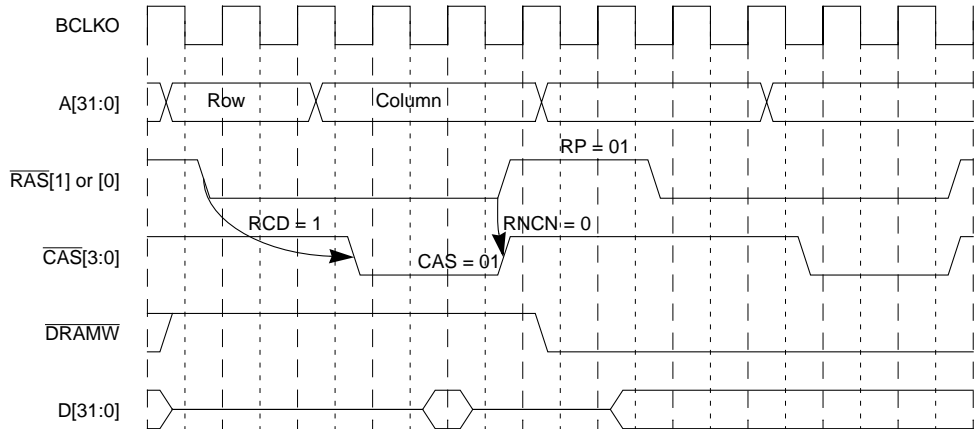 BCLKO
A[31:0]
Row
Column
RAS[1] or [0]
RP = 01
RCD = 1
RNCN = 0
CAS[3:0]
CAS = 01
DRAMW
D[31:0]